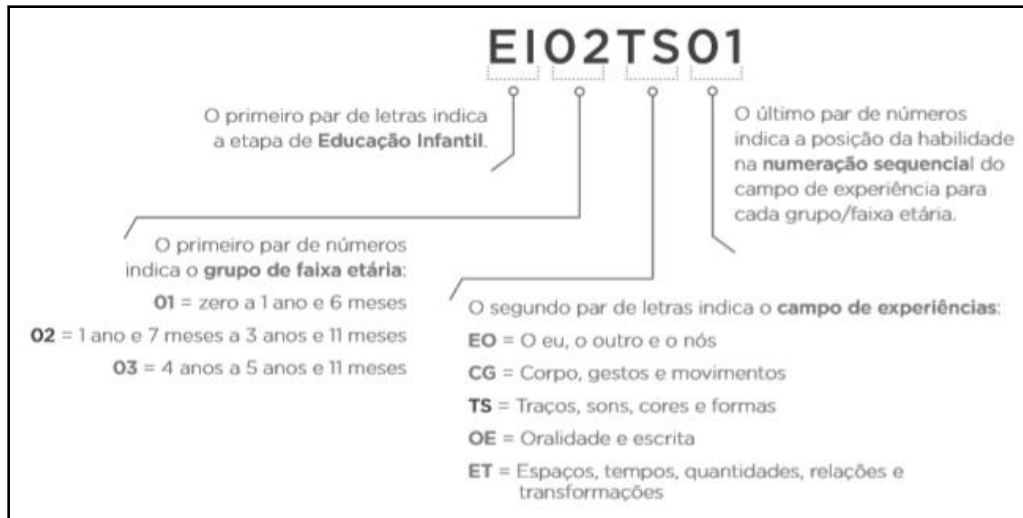 EI02TS01
O primeiro par de letras indica
a etapa de Educação Infantil.
O último par de números
indica a posição da habilidade
na numeração sequencial do
campo de experiência para
cada grupo/faixa etária.
O primeiro par de números
indica o grupo de faixa etária:
01 = zero a 1 ano e 6 meses
02 = 1 ano e 7 meses a 3 anos e 11 meses
03 = 4 anos a 5 anos e 11 meses
O segundo par de letras indica o campo de experiências:
EO = O eu, o outro e o nós
CG = Corpo, gestos e movimentos
TS = Traços, sons, cores e formas
OE = Oralidade e escrita
ET = Espaços, tempos, quantidades, relações e
transformações